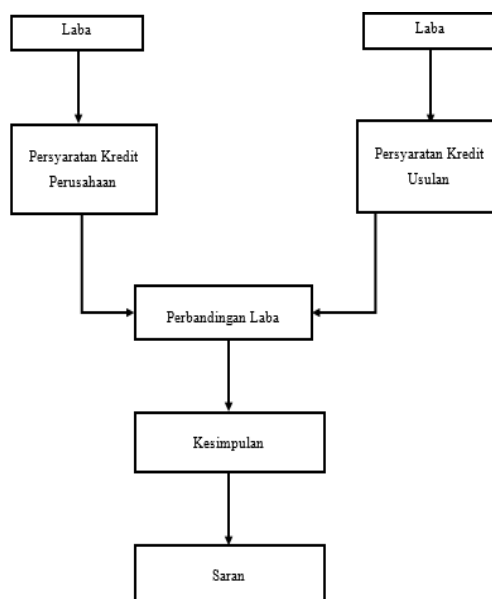 Laba
Laba
Persyaratan Kredit
Perusahaan
Persyaratan Kredit
Usulan
Perbandingan Laba
Kesimpulan
Saran